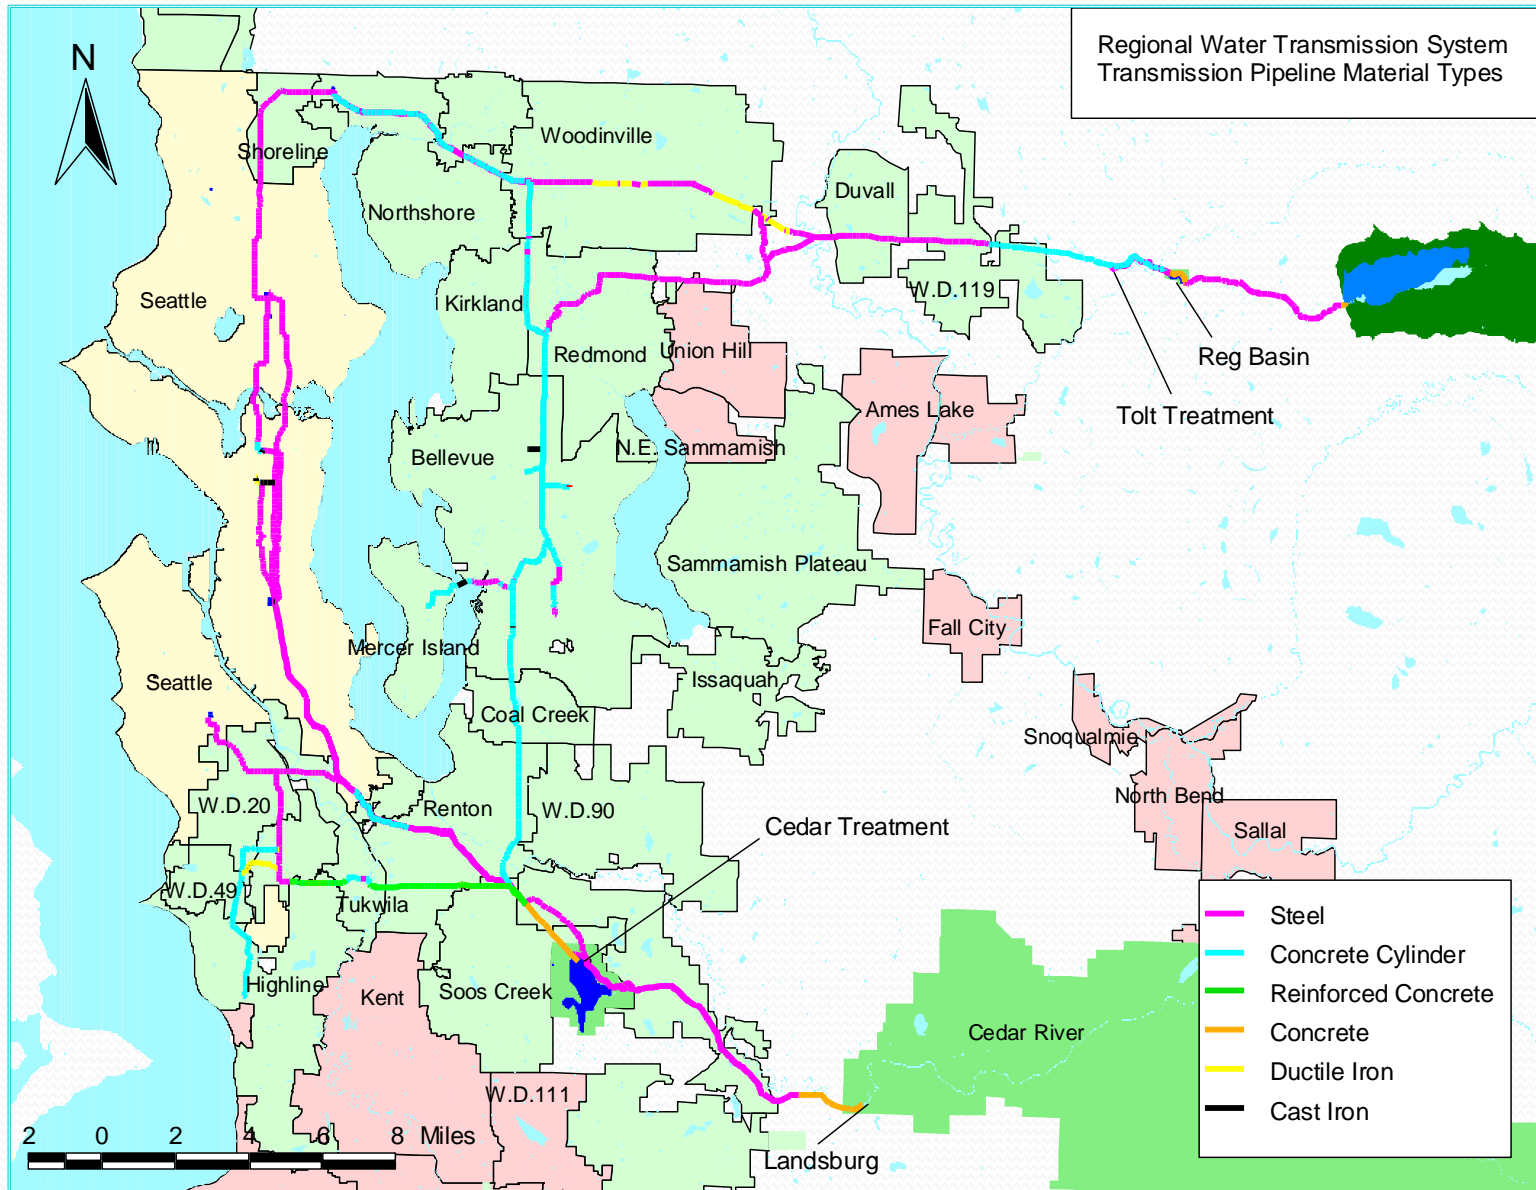 Regional Water Transmission System
Transmission Pipeline Material Types
N
Woodinville
Shoreline
Duvall
Northshore
Seattle
Kirkland
W.D.119
Redmond
Union Hill
Reg Basin
Ames Lake
Tolt Treatment
Bellevue
N.E. Sammamish
Sammamish Plateau
Fall City
Mercer Island
Seattle
Issaquah
Coal Creek
Snoqualmie
North Bend
W.D.20
Renton
W.D.90
Cedar Treatment
Sallal
W.D.49
Tukwila
Highline
Kent
Soos Creek
Cedar River
W.D.111
Landsburg
Steel
Concrete Cylinder
Reinforced Concrete
Concrete
Ductile Iron
Cast Iron
2 0 2 4 6 8 Miles